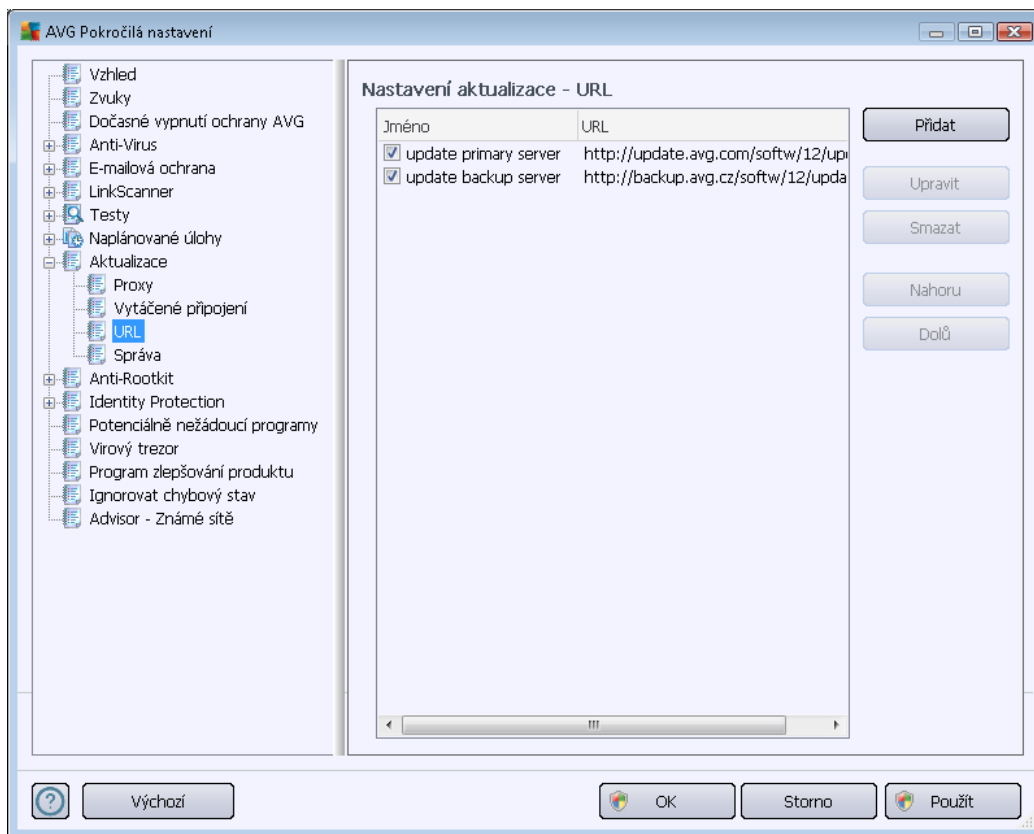 AVG Pokročilá nastavení
Vzhled
Zvuky
Dočasné vypnutí ochrany AVG
Anti-Virus
E-mailová ochrana
LinkScanner
Testy
Naplánované úlohy
Aktualizace
Proxy
Vytáčené připojení
URL
Správa
Anti-Rootkit
Identity Protection
Potenciálně nežádoucí programy
Virový trezor
Program zlepšování produktu
Ignorovat chybový stav
Advisor - Známé sítě
Nastavení aktualizace - URL
Jméno URL
update primary server http://update.avg.com/softw/12/up
update backup server http://backup.avg.cz/softw/12/upda
Přidat
Upravit
Smazat
Nahoru
Dolů
Výchozí
OK
Storno
Použít